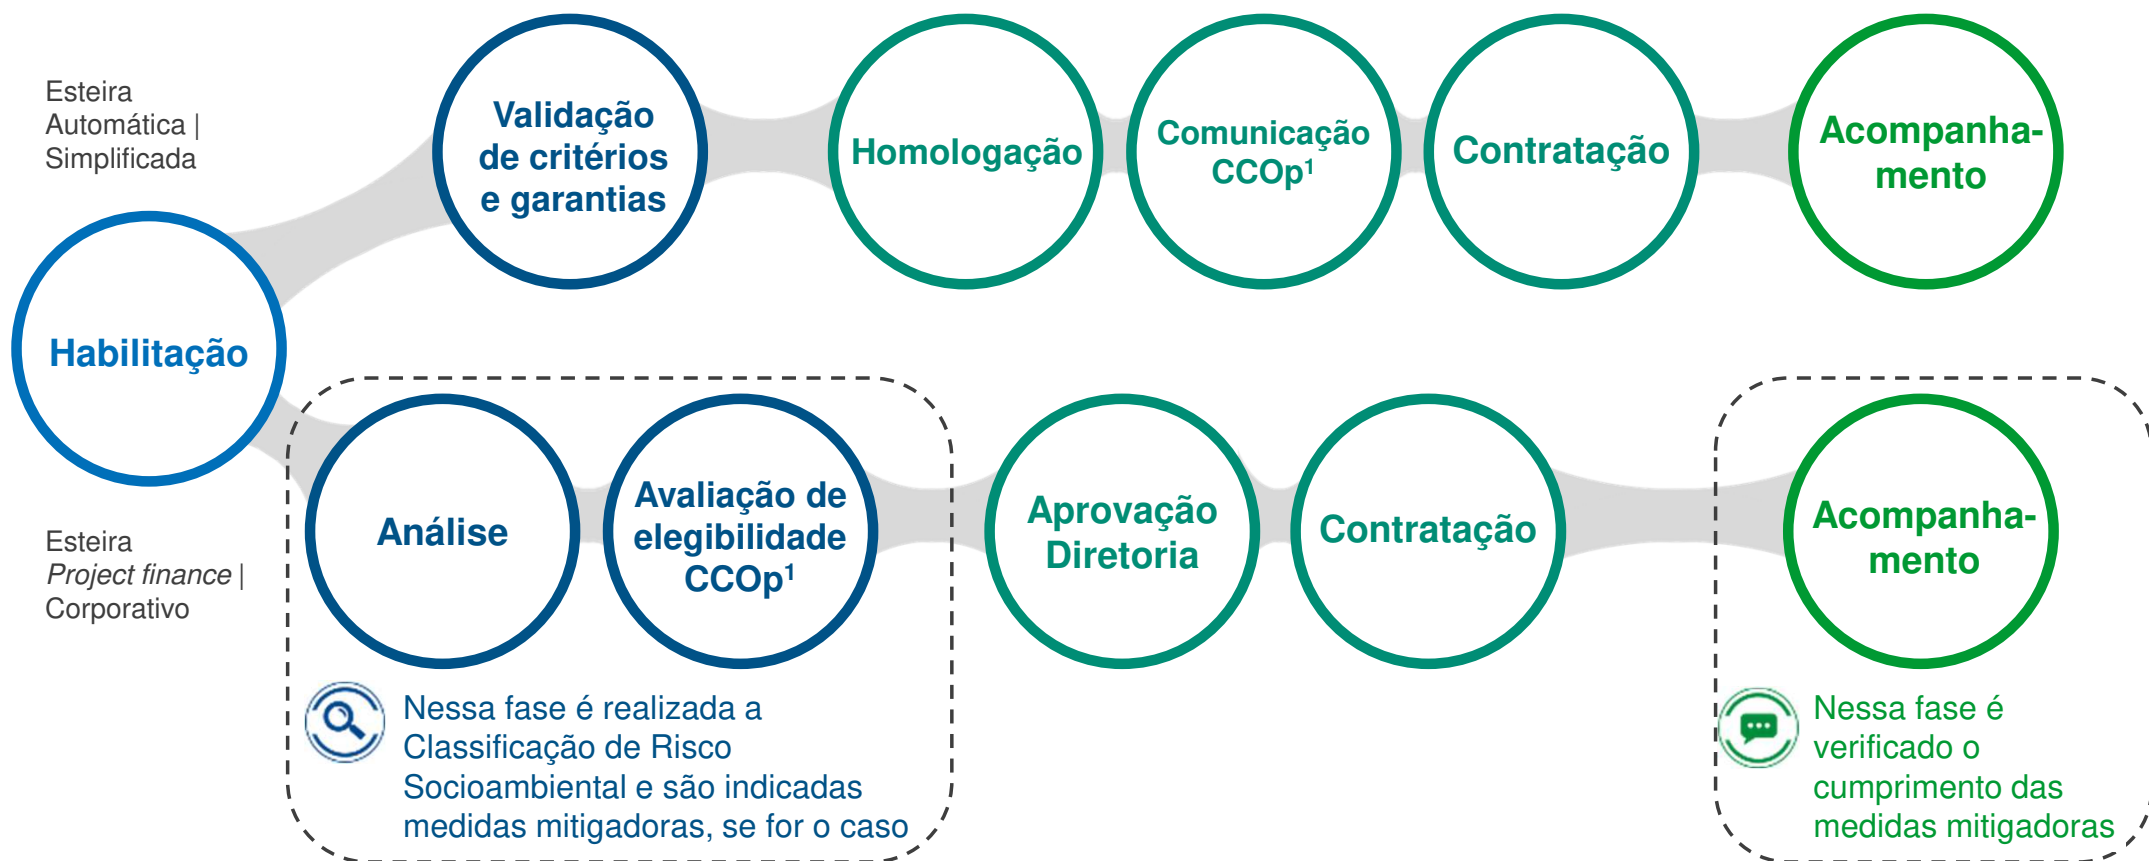 Esteira
Automática |
Simplificada
Validação
de critérios
e garantias
Homologação
Comunicação
CCOp¹
Contratação
Acompanha-
mento
Habilitação
Esteira
Project finance |
Corporativo
Análise
Avaliação de
elegibilidade
CCOp¹
Aprovação
Diretoria
Contratação
Acompanha-
mento
Nessa fase é realizada a
Classificação de Risco
Socioambiental e são indicadas
medidas mitigadoras, se for o caso
Nessa fase é
verificado o
cumprimento das
medidas mitigadoras